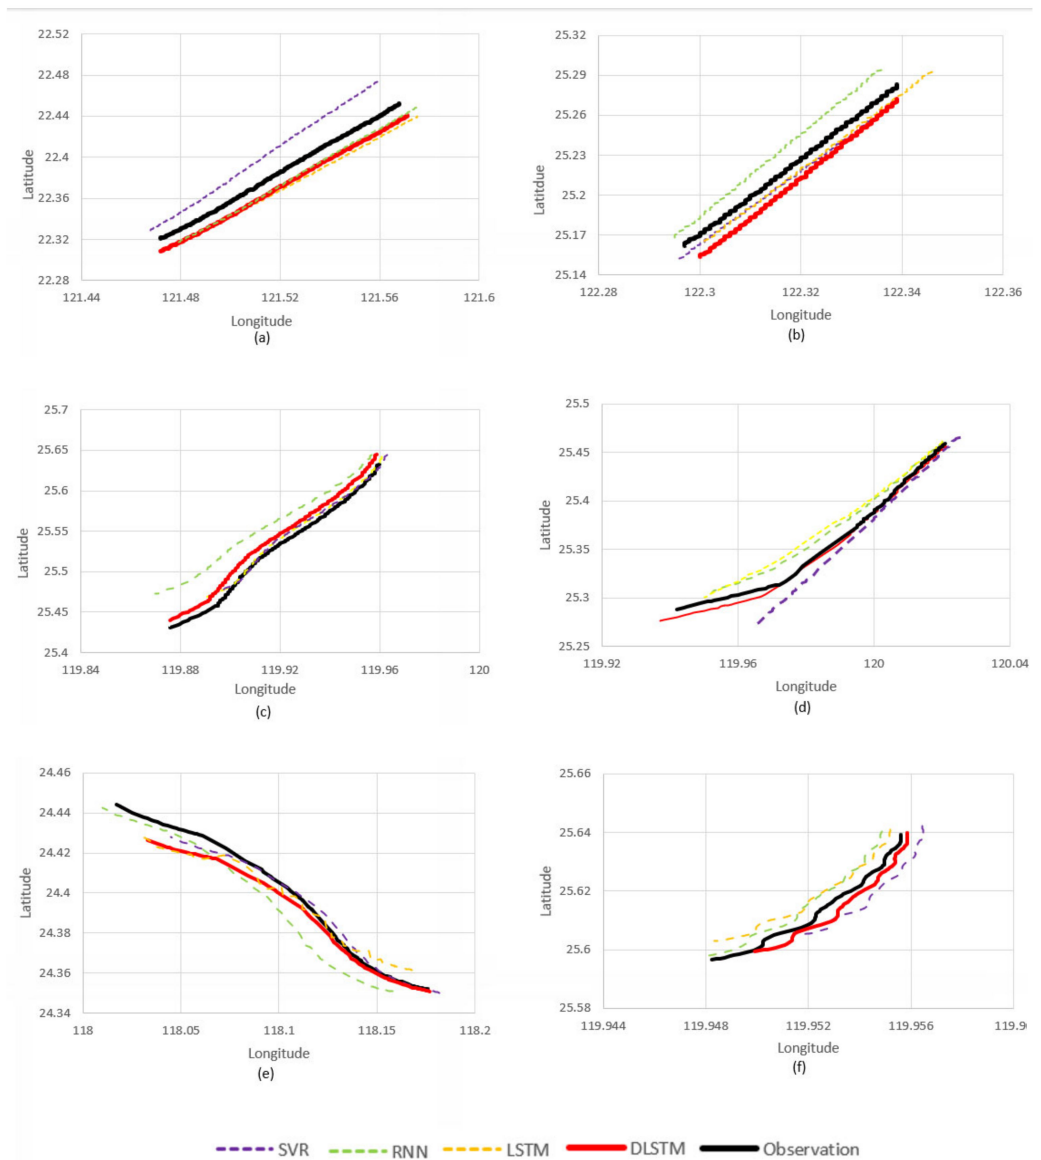 22.52
22.48
22.44
22.4
22.36
22.32
22.28
121.44 121.48 121.52 121.56 121.6
Latitude
Longitude
(a)
25.32
25.29
25.26
25.23
25.2
25.17
25.14
122.28 122.3 122.32 122.34 122.36
Latitdue
Longitude
(b)
25.7
25.65
25.6
25.55
25.5
25.45
25.4
119.84 119.88 119.92 119.96 120
Latitude
Longitude
(c)
25.5
25.45
25.4
25.35
25.3
25.25
119.92 119.96 120 120.04
Latitude
Longitude
(d)
24.46
24.44
24.42
24.4
24.38
24.36
24.34
118 118.05 118.1 118.15 118.2
Latitude
Longitude
(e)
25.66
25.64
25.62
25.6
25.58
119.944 119.948 119.952 119.956
Latitude
Longitude
(f)
SVR RNN LSTM DLSTM Observation